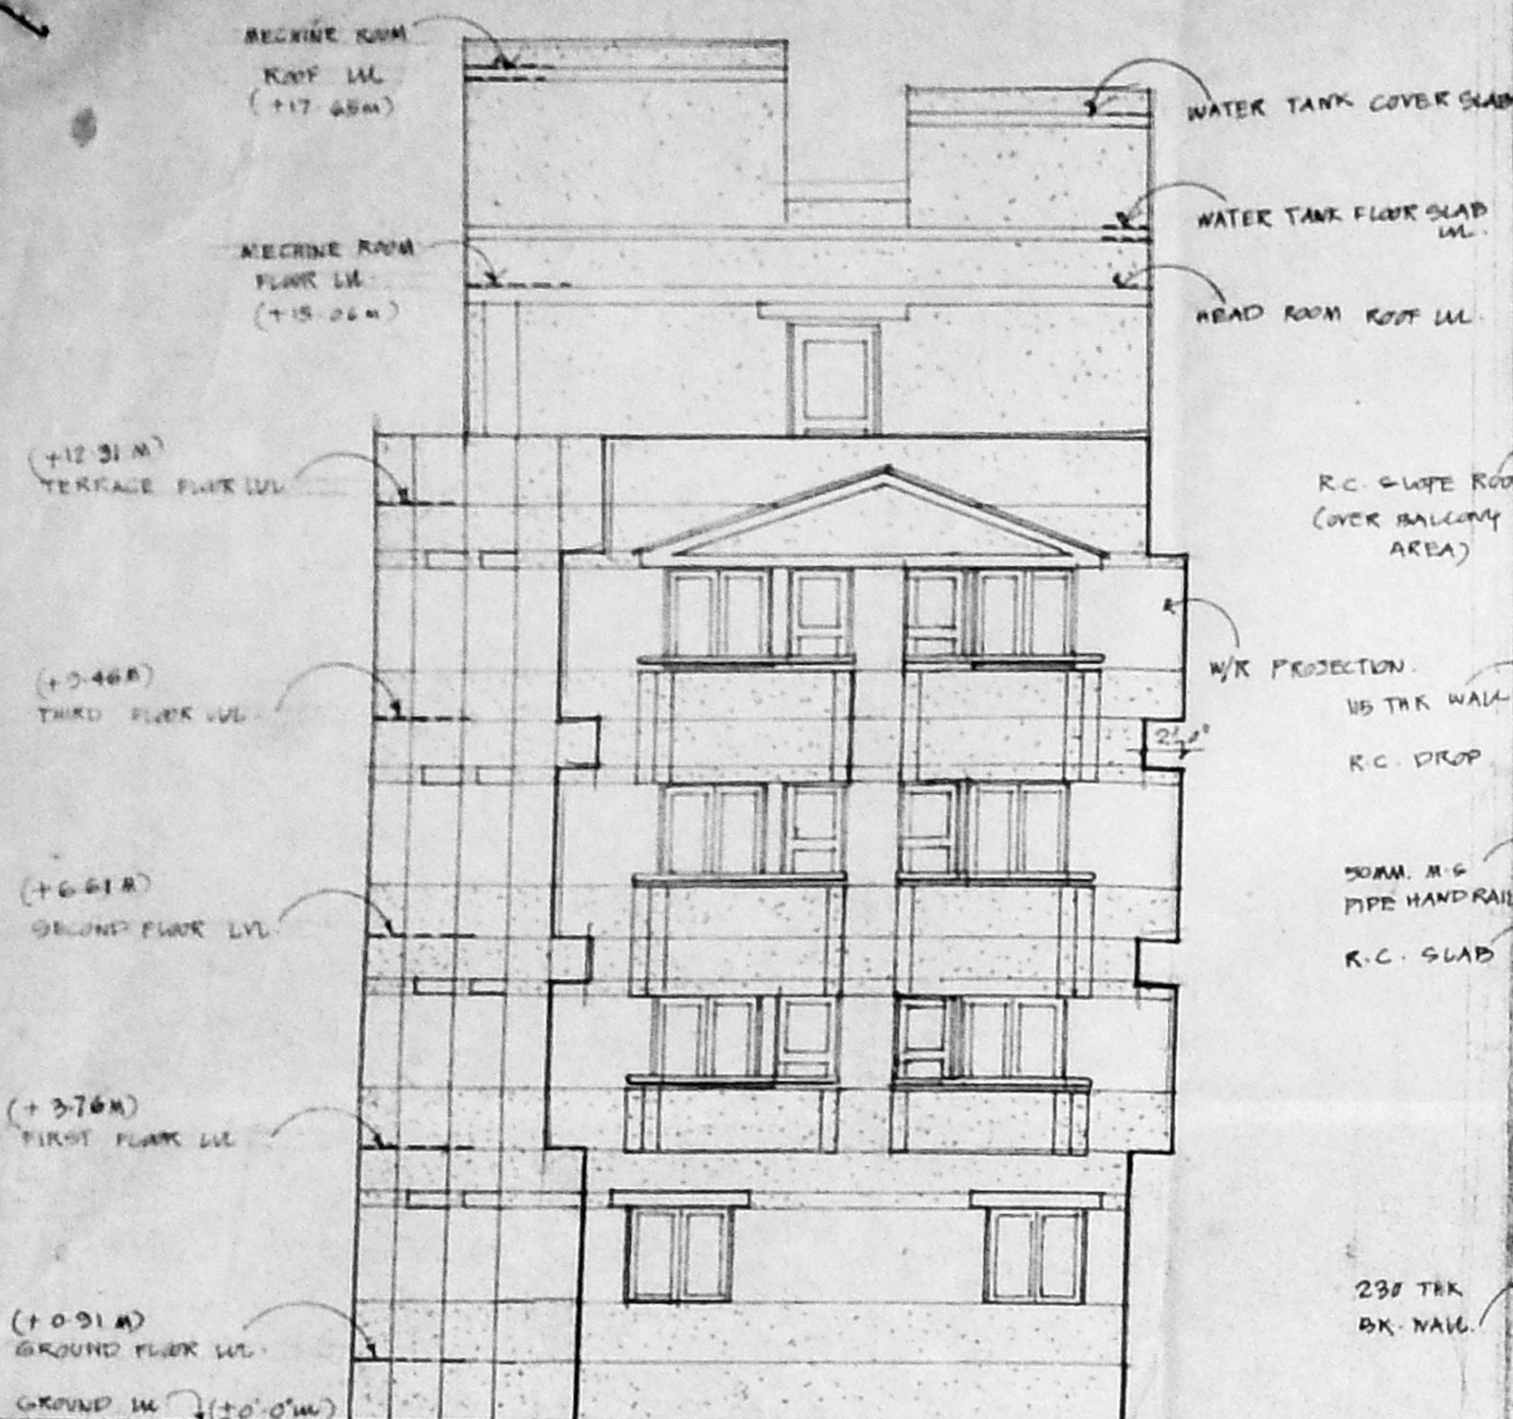 MECHINE ROOM
ROOF LVL
(+17.65M)
WATER TANK COVER SLAB
WATER TANK FLOOR SLAB
LVL.
MECHINE ROOM
FLOOR LVL
(+15.06M)
HEAD ROOM ROOF LVL.
(+12.31 M)
TERRACE FLOOR LVL
R.C. SLOPE ROO
(OVER BALCONY
AREA)
W/R PROJECTION.
(+9.46M)
THIRD FLOOR LVL
115 THK WALL
2'-0"
R.C. DROP
50MM. M.S
PIPE HANDRAIL
(+6.61M)
SECOND FLOOR LVL
R.C. SLAB
(+ 3.76M)
FIRST FLOOR LVL
230 THK
BK. WALL.
(+0.91 M)
GROUND FLOOR LVL.
GROUND LVL (±0'-0" LVL)